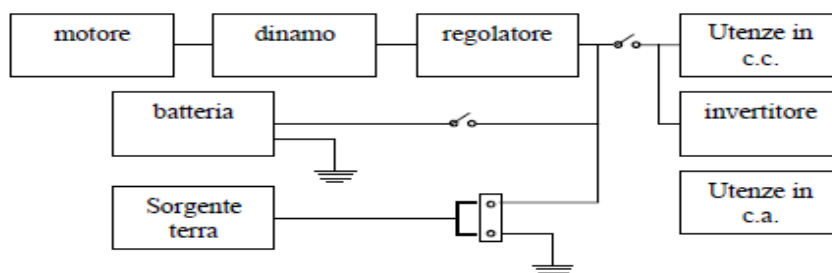 motore
dinamo
regolatore
Utenze in
c.c.
batteria
invertitore
Sorgente
terra
Utenze in
c.a.